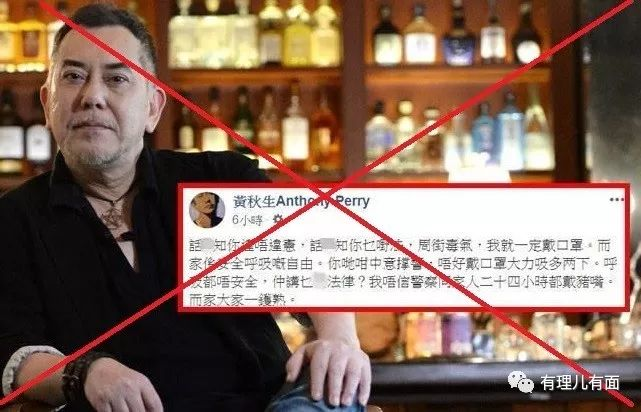 黃秋生Anthony Perry
6小時
話 知你違唔違憲，話 知你乜嘢法，周街毒氣，我就一定戴口罩。而
家係安全呼吸嘅自由。你哋咁中意撐警，唔好戴口罩大力吸多兩下。呼
吸都唔安全，仲講乜 法律？我唔信警察同家人二十四小時都戴豬嘴。
而家大家一鑊熟。
有理儿有面